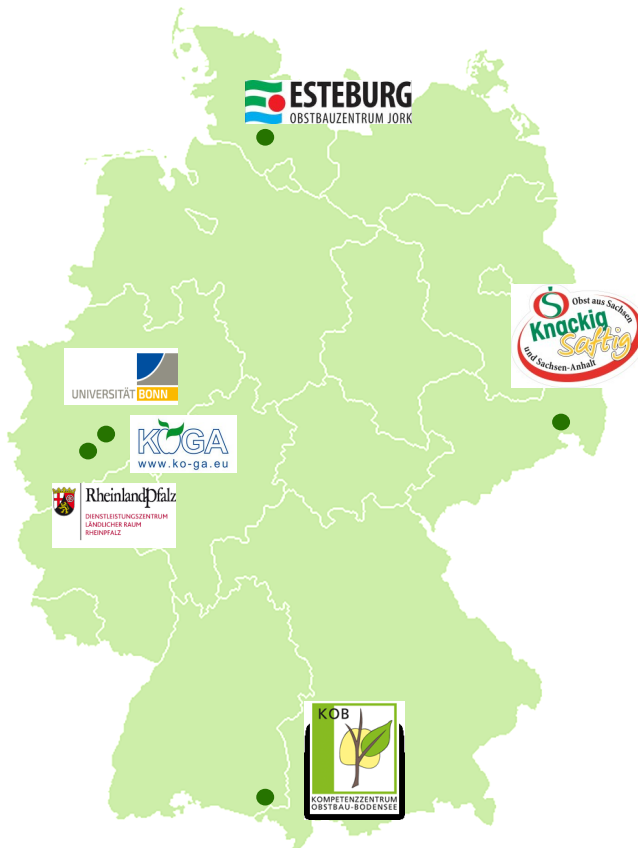 ESTEBURG
OBSTBAUZENTRUM JORK
Obst aus Sachsen
Knackig
Saftig
und Sachsen-Anhalt
UNIVERSITÄT BONN
KOGA
www.ko-ga.eu
RheinlandPfalz
DIENSTLEISTUNGSZENTRUM
LÄNDLICHER RAUM
RHEINPFALZ
KOB
KOMPETENZZENTRUM
OBSTBAU-BODENSEE